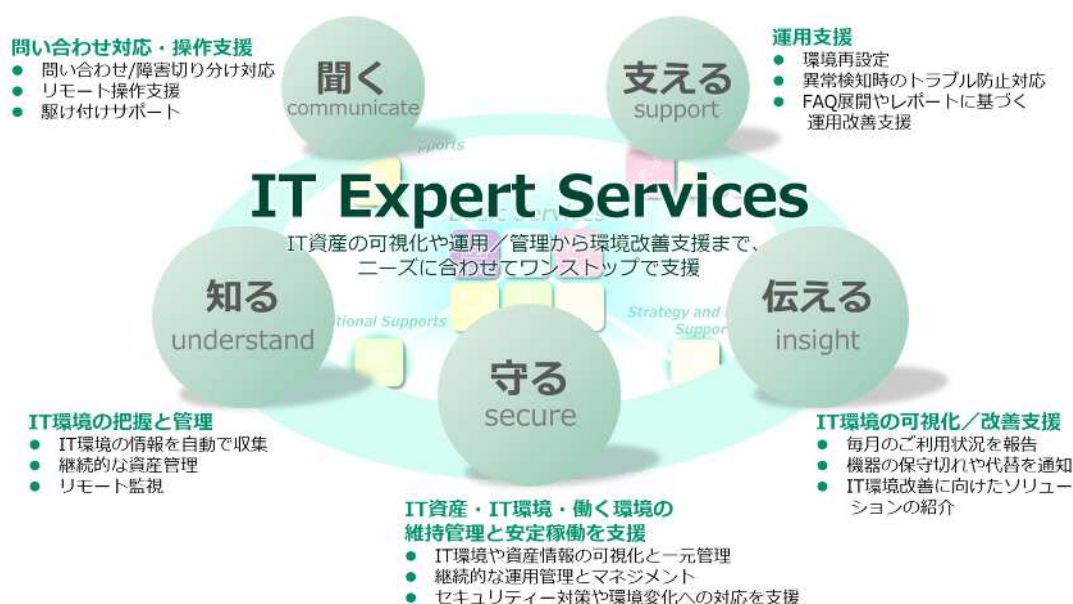 問い合わせ対応・操作支援
● 問い合わせ/障害切り分け対応
● リモート操作支援
● 駆け付けサポート
聞く
communicate
支える
support
運用支援
● 環境再設定
● 異常検知時のトラブル防止対応
● FAQ展開やレポートに基づく
運用改善支援
IT Expert Services
Basic Services
IT資産の可視化や運用／管理から環境改善支援まで、
ニーズに合わせてワンストップで支援
知る
understand
Supports
伝える
insight
Strategy and
守る
secure
IT環境の把握と管理
● IT環境の情報を自動で収集
● 継続的な資産管理
● リモート監視
IT環境の可視化／改善支援
● 毎月のご利用状況を報告
● 機器の保守切れや代替を通知
● IT環境改善に向けたソリュー
ションの紹介
IT資産・IT環境・働く環境の
維持管理と安定稼働を支援
● IT環境や資産情報の可視化と一元管理
● 継続的な運用管理とマネジメント
● セキュリティー対策や環境変化への対応を支援